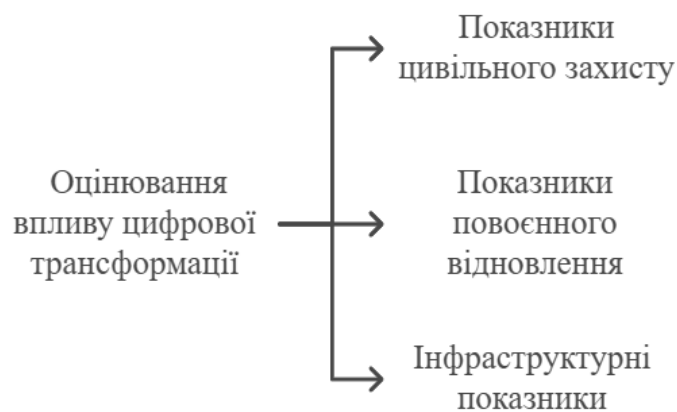 Показники
цивільного захисту
Оцінювання
впливу цифрової
трансформації
Показники
повоєнного
відновлення
Інфраструктурні
показники